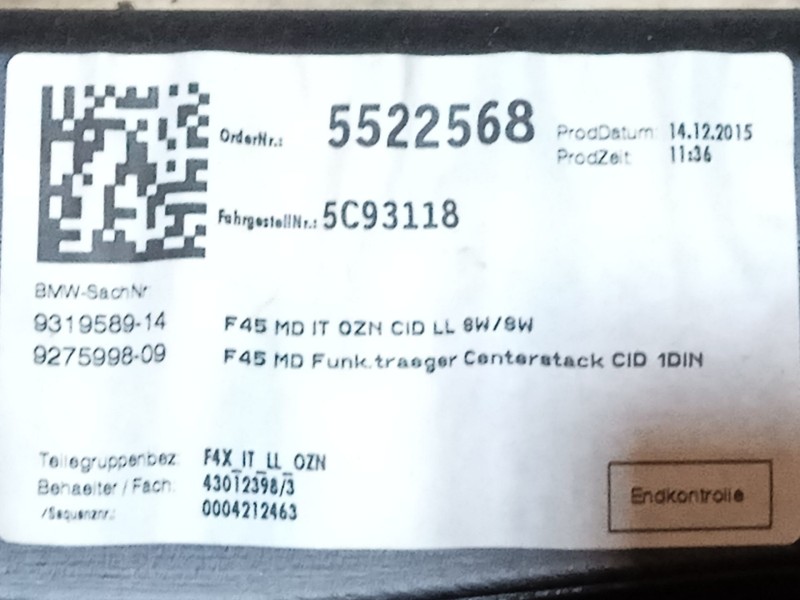 OrderNr.: 5522568
ProdDatum: 14.12.2015
ProdZeit: 11:36
FahrgestellNr.: 5C93118
BMW-SachNr
9319589-14 F45 MD IT OZN CID LL SW/SW
9275998-09 F45 MD Funk.traeger Centerstack CID 1DIN
Teilegruppenbez. F4X_IT_LL_OZN
Behaelter / Fach: 43012398/3
/Sequenznr.: 0004212463
Endkontrolle